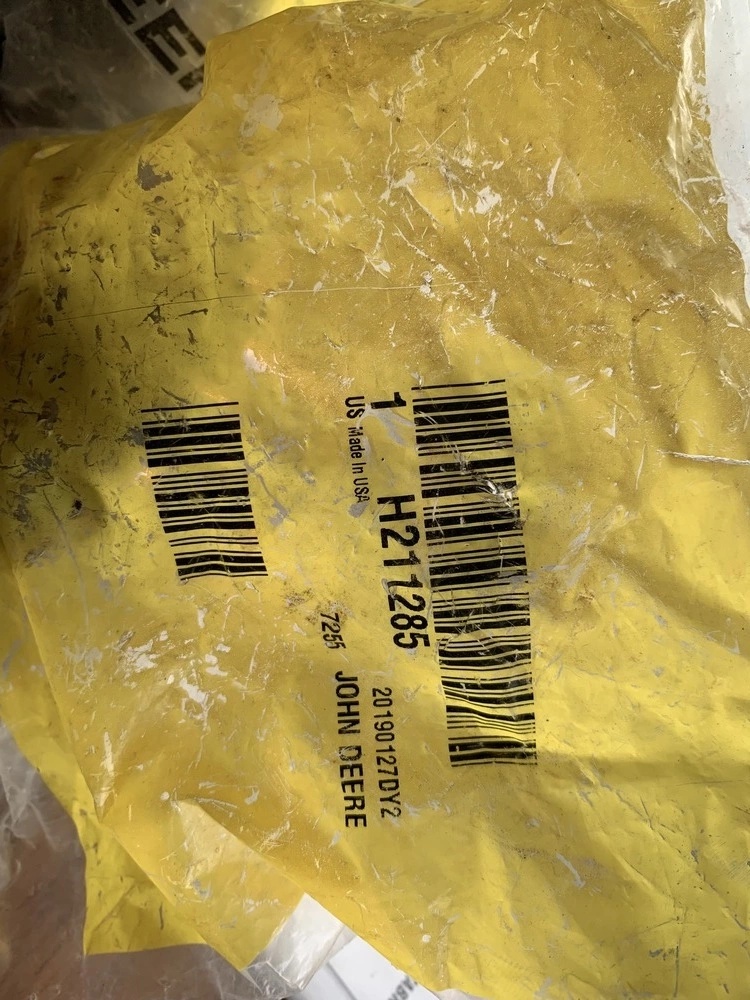 1 H211285
US Made In USA 20190127DY2
7255 JOHN DEERE